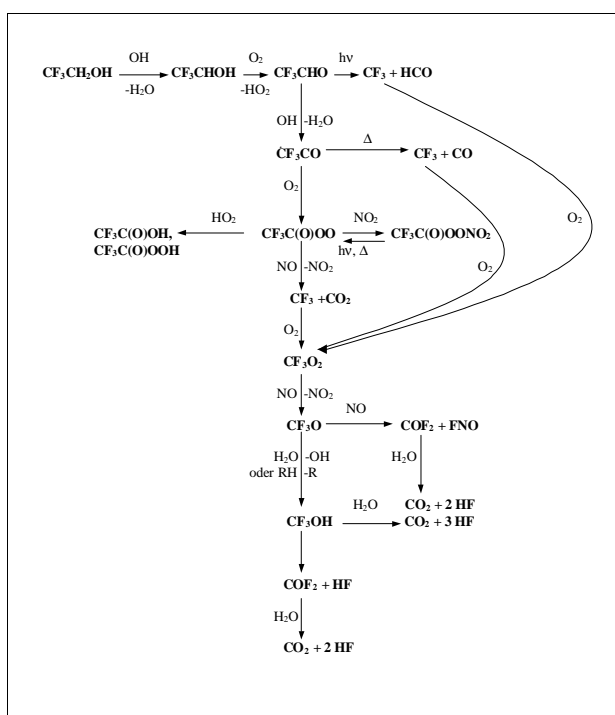 OH O₂ hν
CF₃CH₂OH CF₃CHOH CF₃CHO CF₃ + HCO
-H₂O -HO₂
OH -H₂O
CF₃CO Δ CF₃ + CO
O₂
HO₂ NO₂ O₂
CF₃C(O)OOH, CF₃C(O)OO CF₃C(O)OONO₂
CF₃C(O)OOH hν, Δ
NO -NO₂ O₂
CF₃ +CO₂
O₂
CF₃O₂
NO -NO₂
NO
CF₃O COF₂ + FNO
H₂O -OH H₂O
oder RH -R
H₂O CO₂ + 2 HF
CF₃OH CO₂ + 3 HF
COF₂ + HF
H₂O
CO₂ + 2 HF